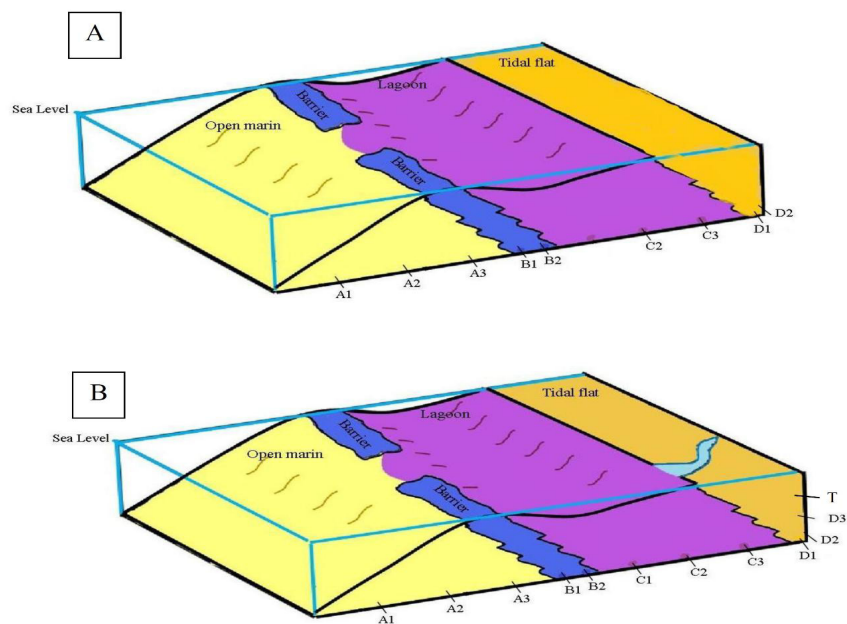 A
Tidal flat
Lagoon
Barrier
Sea Level
Open marin
Barrier
D2
D1
C3
C2
B2
B1
A3
A2
A1
B
Tidal flat
Lagoon
Barrier
Sea Level
Open marin
Barrier
T
D3
D2
D1
C3
C2
C1
B2
B1
A3
A2
A1